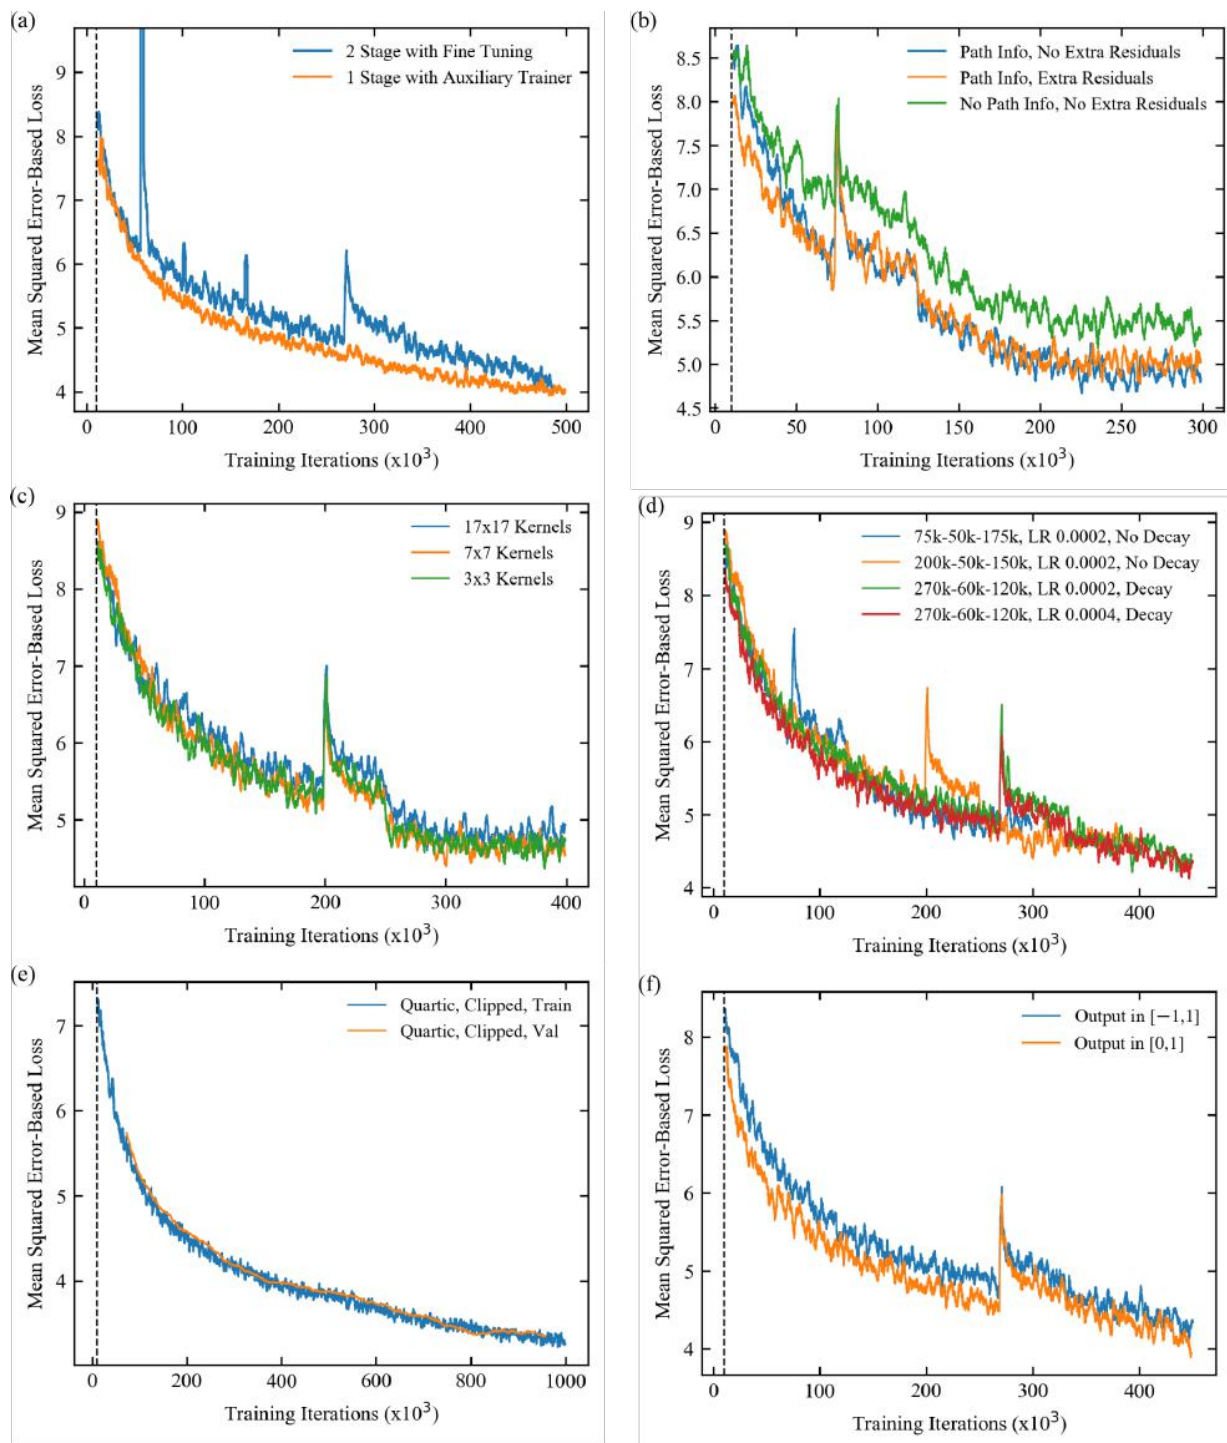 (a)
2 Stage with Fine Tuning
1 Stage with Auxiliary Trainer
Mean Squared Error-Based Loss
9
8
7
6
5
4
0 100 200 300 400 500
Training Iterations (x10³)
(b)
Path Info, No Extra Residuals
Path Info, Extra Residuals
No Path Info, No Extra Residuals
Mean Squared Error-Based Loss
8.5
8.0
7.5
7.0
6.5
6.0
5.5
5.0
4.5
0 50 100 150 200 250 300
Training Iterations (x10³)
(c)
17x17 Kernels
7x7 Kernels
3x3 Kernels
Mean Squared Error-Based Loss
9
8
7
6
5
0 100 200 300 400
Training Iterations (x10³)
(d)
75k-50k-175k, LR 0.0002, No Decay
200k-50k-150k, LR 0.0002, No Decay
270k-60k-120k, LR 0.0002, Decay
270k-60k-120k, LR 0.0004, Decay
Mean Squared Error-Based Loss
9
8
7
6
5
4
0 100 200 300 400
Training Iterations (x10³)
(e)
Quartic, Clipped, Train
Quartic, Clipped, Val
Mean Squared Error-Based Loss
7
6
5
4
0 200 400 600 800 1000
Training Iterations (x10³)
(f)
Output in [−1,1]
Output in [0,1]
Mean Squared Error-Based Loss
8
7
6
5
4
0 100 200 300 400
Training Iterations (x10³)